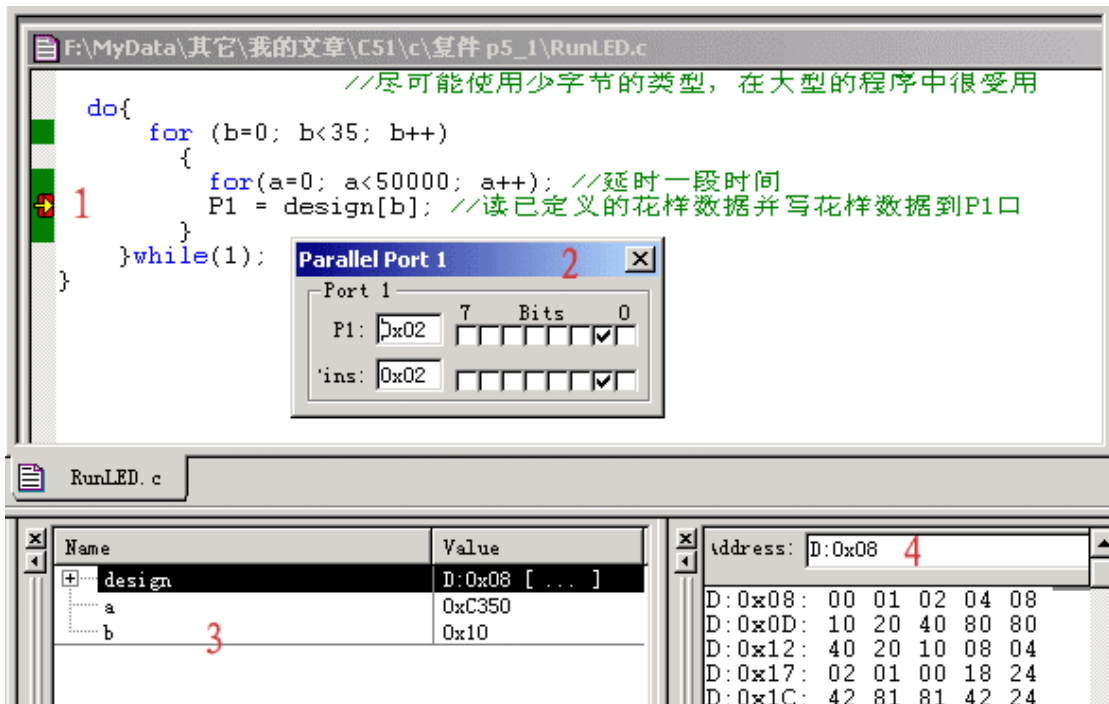 F:\MyData\其它\我的文章\C51\c\复件 p5_1\RunLED.c
//尽可能使用少字节的类型，在大型的程序中很受用
do{
for (b=0; b<35; b++)
{
for(a=0; a<50000; a++); //延时一段时间
1
P1 = design[b]; //读已定义的花样数据并写花样数据到P1口
}
}while(1);
}
Parallel Port 1 2
Port 1
7 Bits 0
P1: 0x02
'ins: 0x02
RunLED.c
Name Value
design D:0x08 [ ... ]
a 0xC350
b 0x10
3
ddress: D:0x08 4
D:0x08: 00 01 02 04 08
D:0x0D: 10 20 40 80 80
D:0x12: 40 20 10 08 04
D:0x17: 02 01 00 18 24
D:0x1C: 42 81 81 42 24